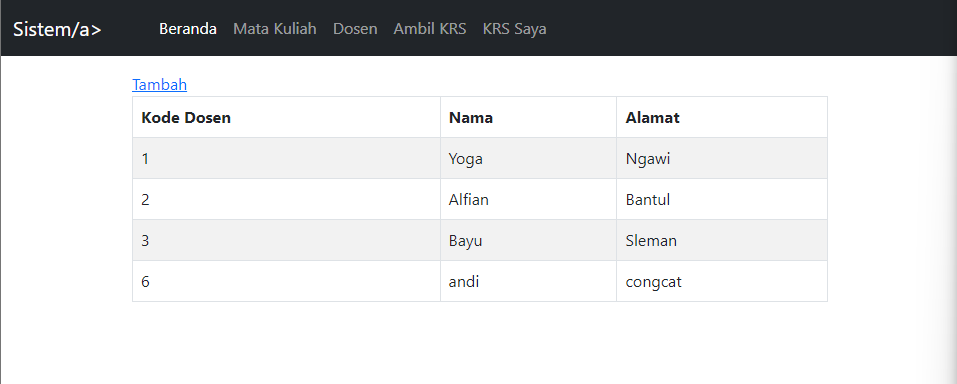 Sistem/a> Beranda Mata Kuliah Dosen Ambil KRS KRS Saya
Tambah
Kode Dosen Nama Alamat
1 Yoga Ngawi
2 Alfian Bantul
3 Bayu Sleman
6 andi congcat